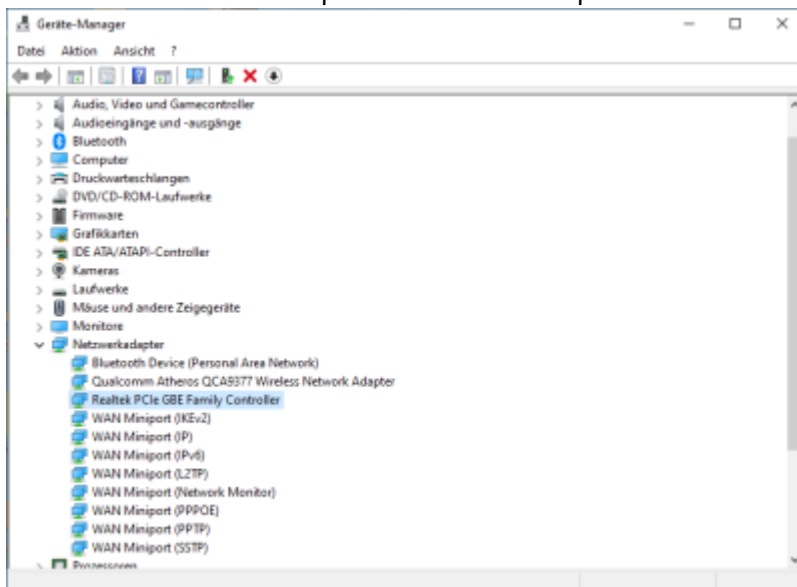 Geräte-Manager
Datei Aktion Ansicht ?
Audio, Video und Gamecontroller
Audioeingänge und -ausgänge
Bluetooth
Computer
Druckwarteschlangen
DVD/CD-ROM-Laufwerke
Firmware
Grafikkarten
IDE ATA/ATAPI-Controller
Kameras
Laufwerke
Mäuse und andere Zeigegeräte
Monitore
Netzwerkadapter
Bluetooth Device (Personal Area Network)
Qualcomm Atheros QCA9377 Wireless Network Adapter
Realtek PCIe GBE Family Controller
WAN Miniport (IKEv2)
WAN Miniport (IP)
WAN Miniport (IPv6)
WAN Miniport (L2TP)
WAN Miniport (Network Monitor)
WAN Miniport (PPPOE)
WAN Miniport (PPTP)
WAN Miniport (SSTP)
Prozessoren